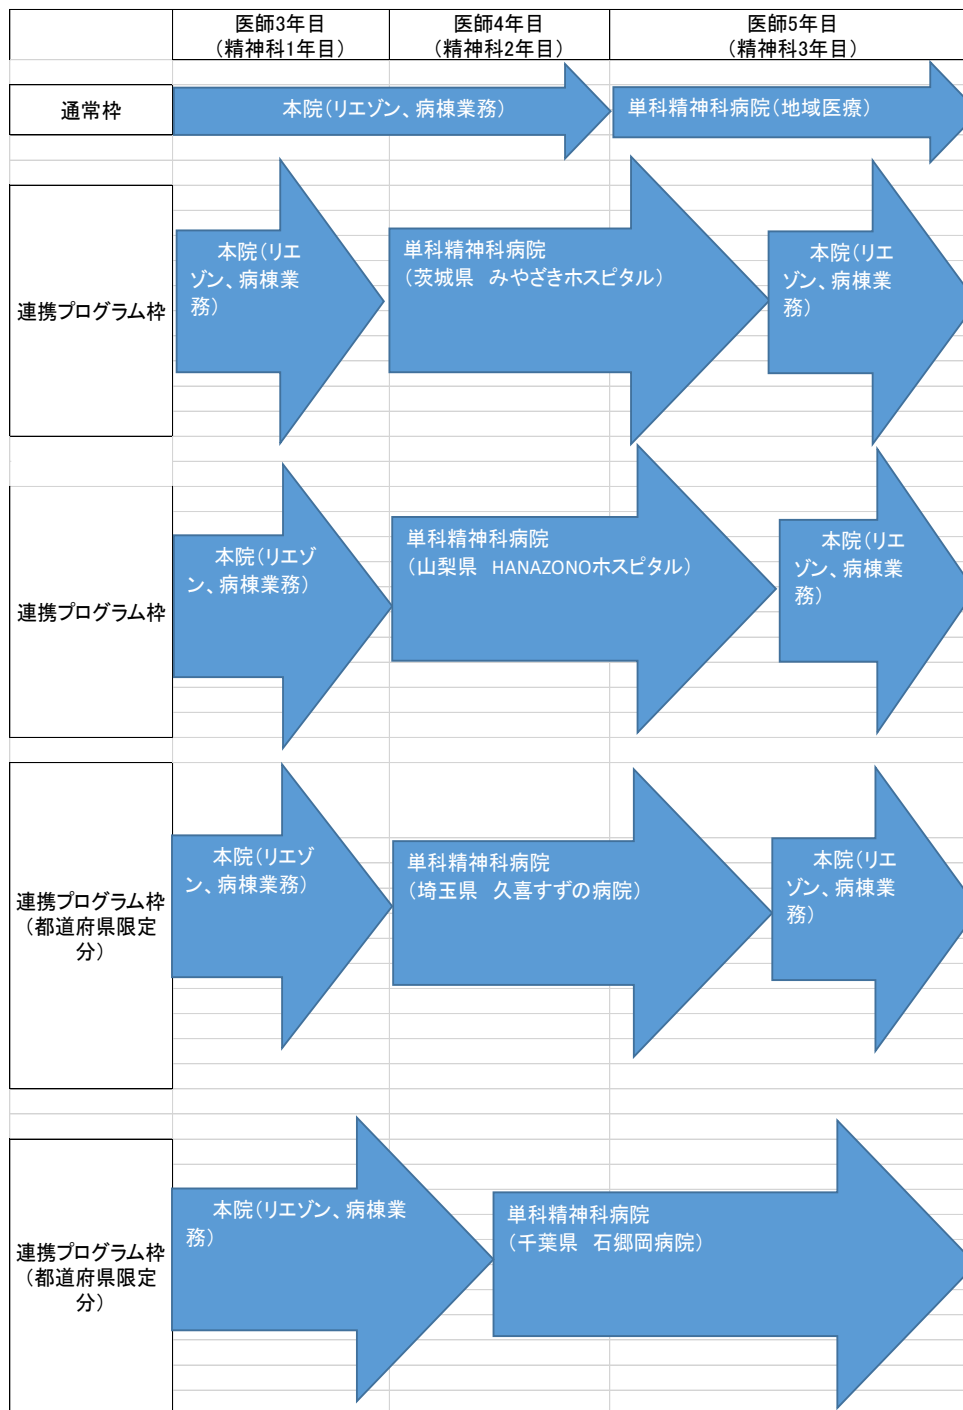 医師3年目
（精神科1年目）
医師4年目
（精神科2年目）
医師5年目
（精神科3年目）
通常枠
本院（リエゾン、病棟業務）
単科精神科病院（地域医療）
連携プログラム枠
本院（リエ
ゾン、病棟業
務）
単科精神科病院
（茨城県　みやざきホスピタル）
本院（リエ
ゾン、病棟業
務）
連携プログラム枠
本院（リエゾ
ン、病棟業務）
単科精神科病院
（山梨県　HANAZONOホスピタル）
本院（リエ
ゾン、病棟業
務）
連携プログラム枠
（都道府県限定
分）
本院（リエゾ
ン、病棟業務）
単科精神科病院
（埼玉県　久喜すずの病院）
本院（リエ
ゾン、病棟業
務）
連携プログラム枠
（都道府県限定
分）
本院（リエゾン、病棟業
務）
単科精神科病院
（千葉県　石郷岡病院）